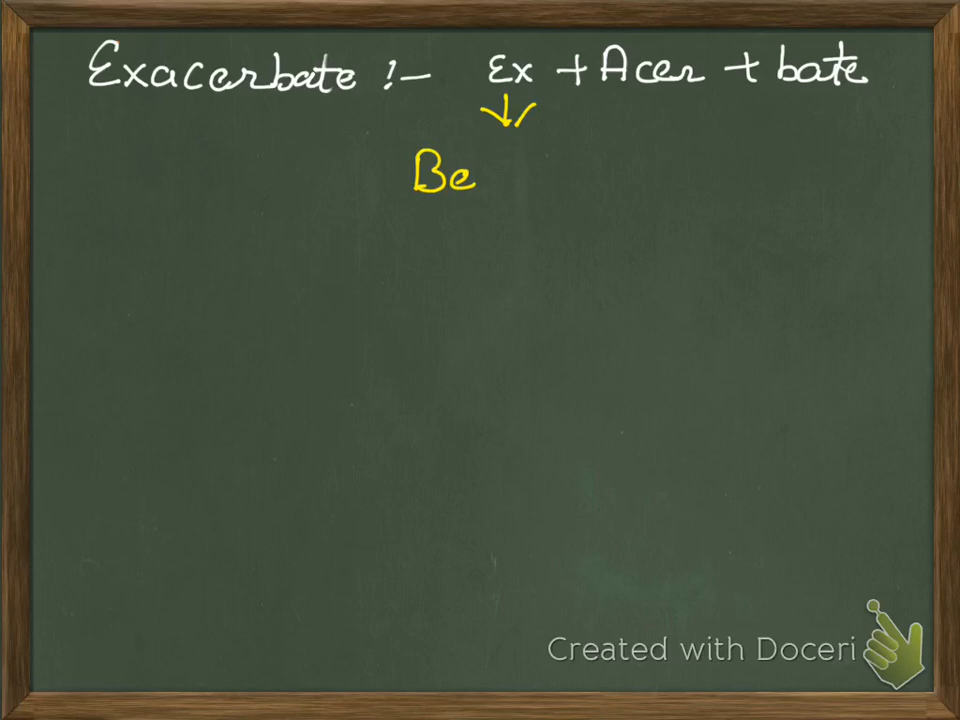 Exacerbate :- Ex + Acer + bate
Be
Created with Doceri